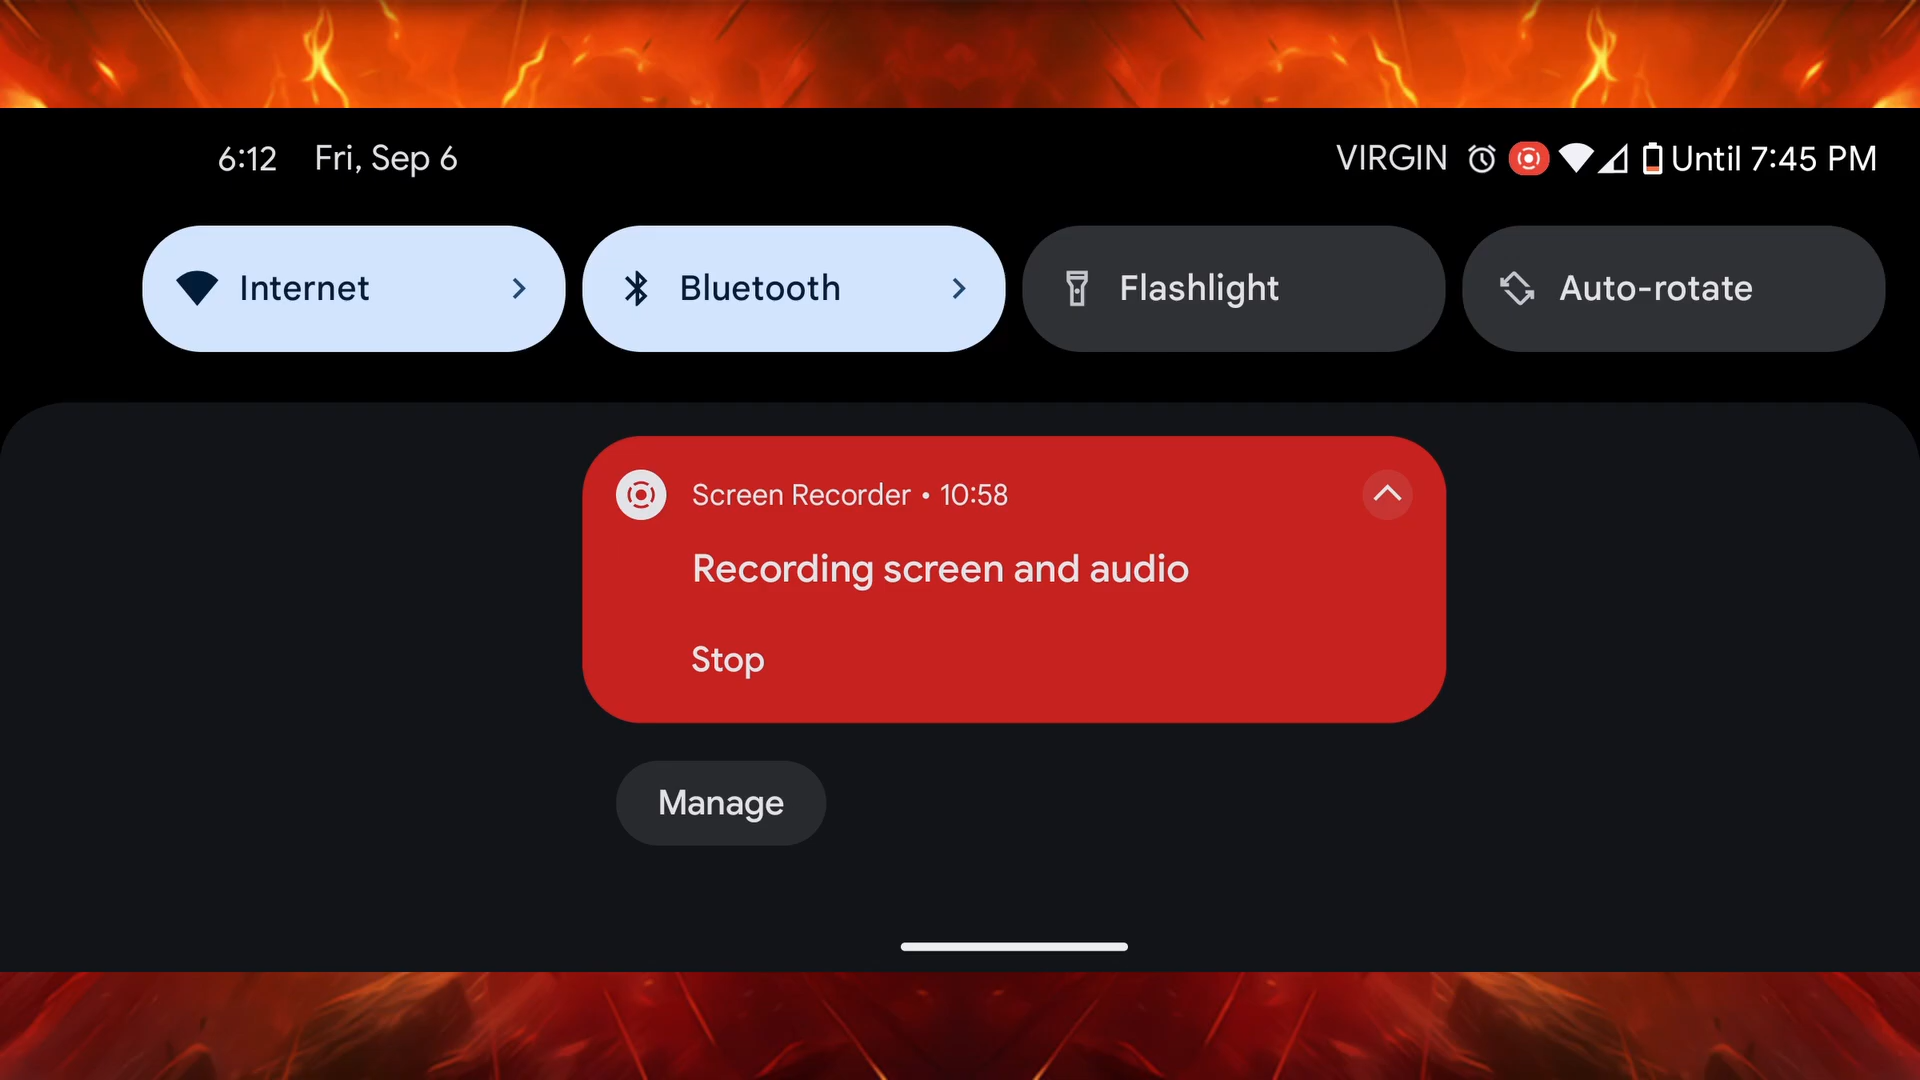 6:12 Fri, Sep 6 VIRGIN Until 7:45 PM
Internet Bluetooth Flashlight Auto-rotate
Screen Recorder • 10:58
Recording screen and audio
Stop
Manage